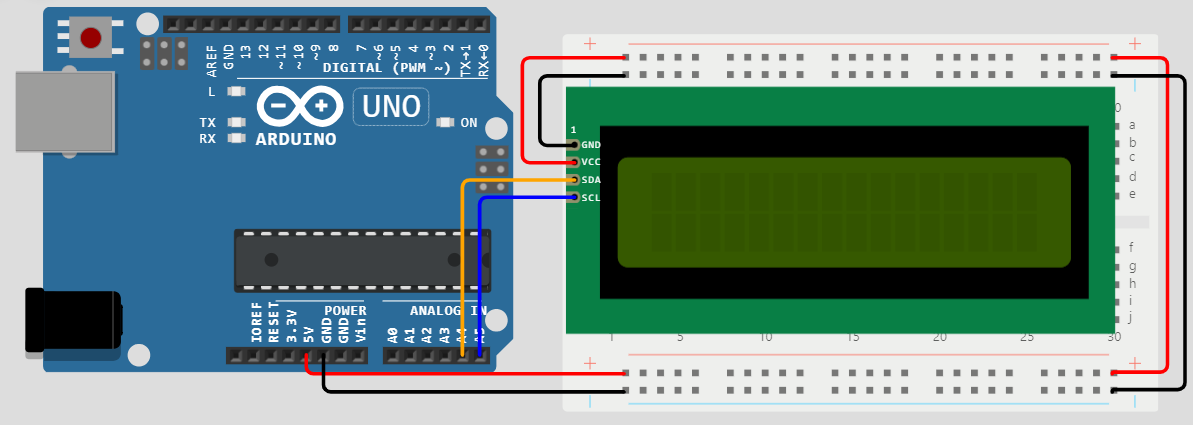 AREF
GND
13
12
~11
~10
~9
8
7
~6
~5
~4
~3
2
TX→1
RX←0
DIGITAL (PWM ~)
L
TX
RX
ARDUINO
UNO
ON
IOREF
RESET
3.3V
5V
GND
GND
Vin
POWER
ANALOG IN
A0
A1
A2
A3
A4
A5
1
GND
VCC
SDA
SCL
+ +
a
b
c
d
e
f
g
h
i
j
1 5 10 15 20 25 30
+ +